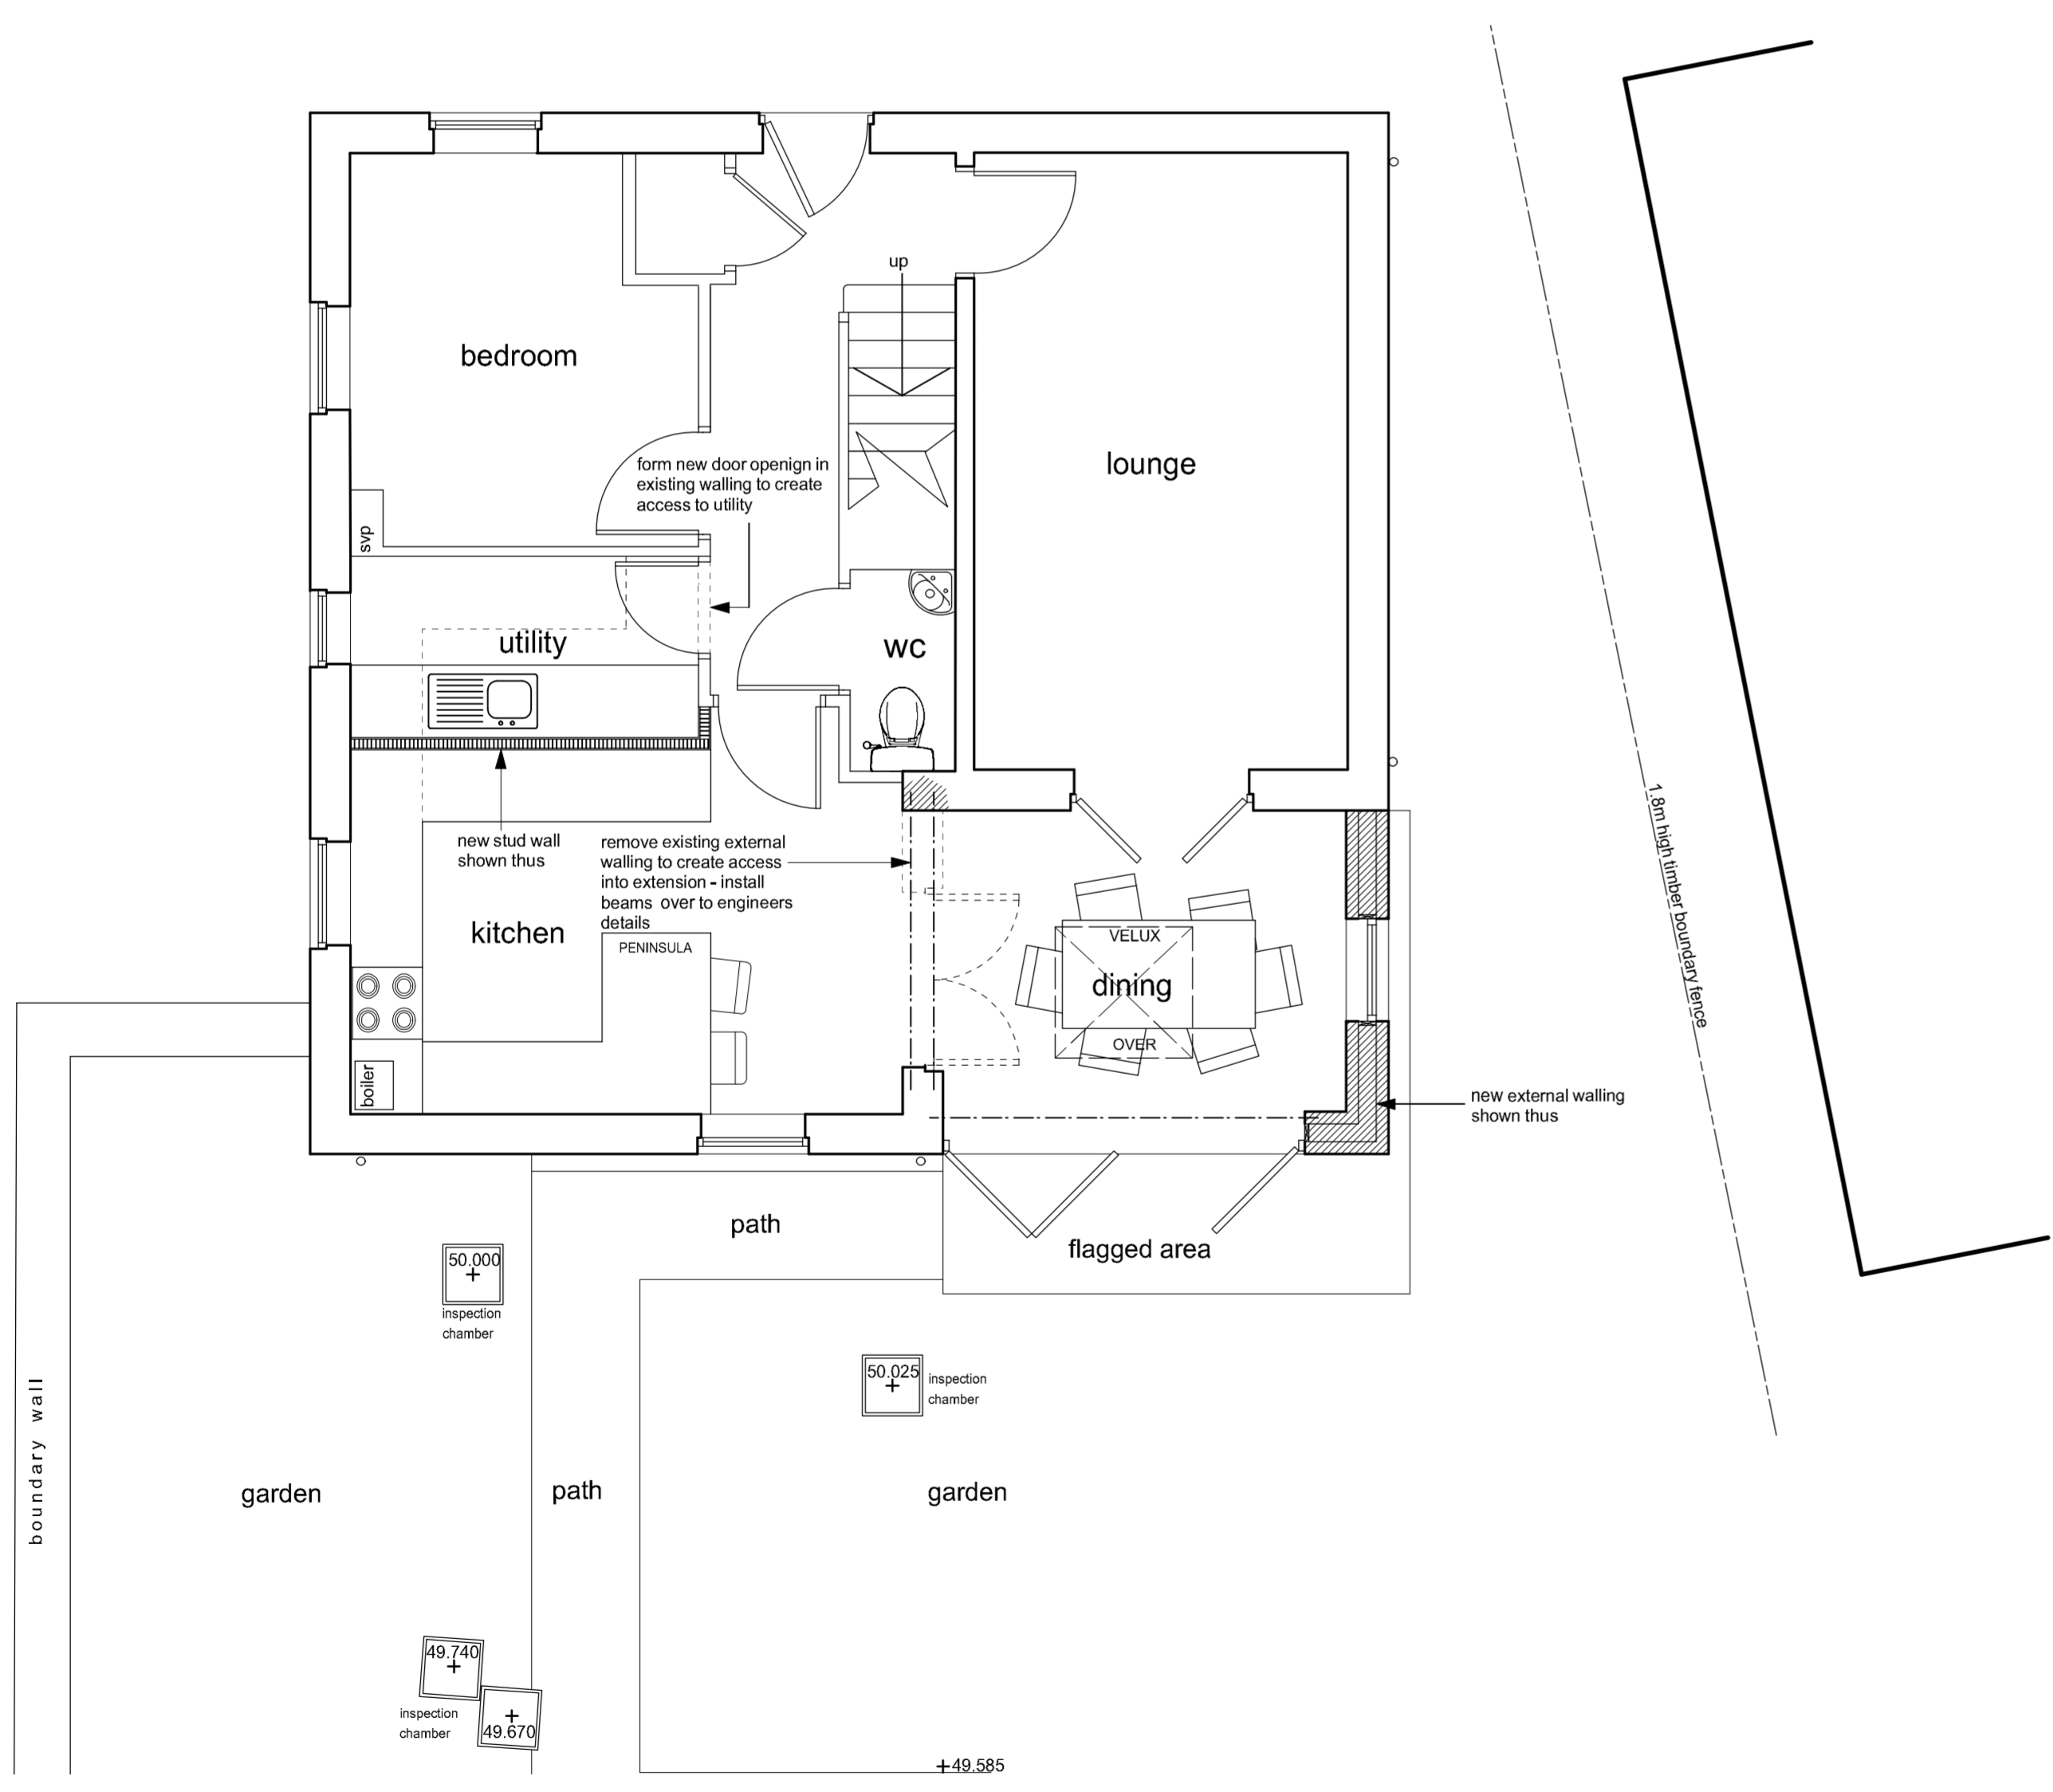 up
bedroom
lounge
form new door openign in
existing walling to create
access to utility
svp
utility
wc
new stud wall
shown thus
remove existing external
walling to create access
into extension - install
beams over to engineers
details
kitchen
PENINSULA
VELUX
dining
OVER
boiler
1.8m high timber boundary fence
new external walling
shown thus
path
flagged area
50.000
inspection
chamber
50.025
inspection
chamber
boundary wall
garden
path
garden
49.740
inspection
chamber
49.670
49.585